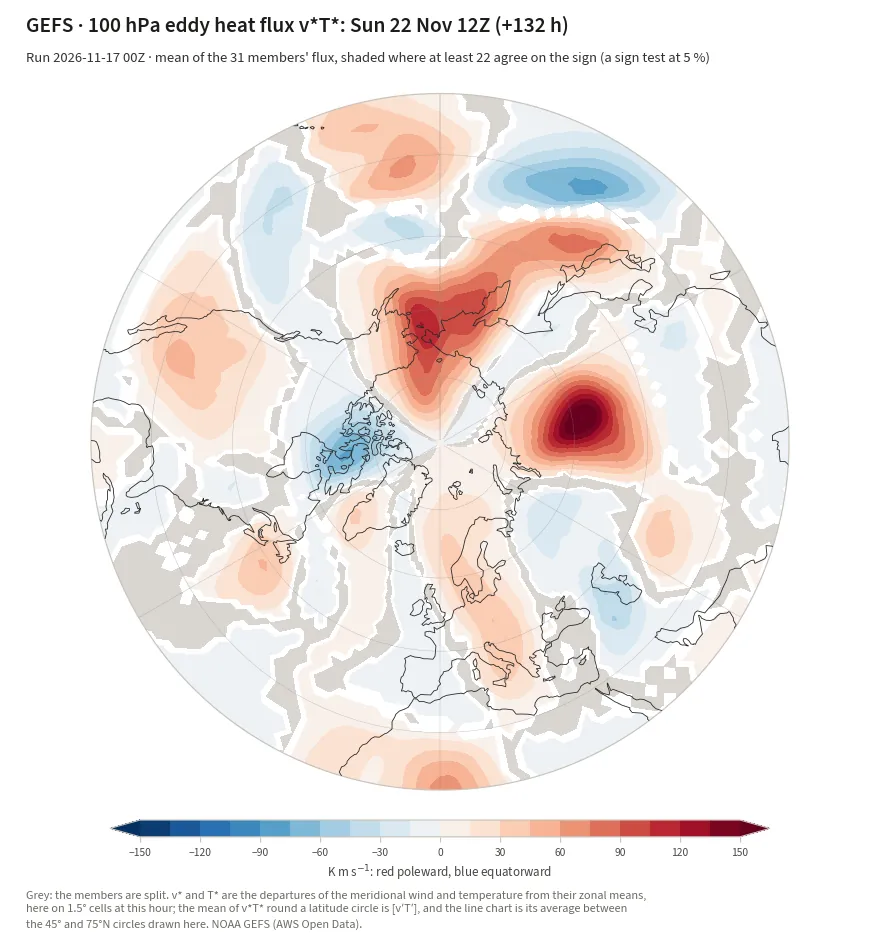 GEFS · 100 hPa eddy heat flux v*T*: Sun 22 Nov 12Z (+132 h)
Run 2026-11-17 00Z · mean of the 31 members' flux, shaded where at least 22 agree on the sign (a sign test at 5 %)
−150 −120 −90 −60 −30 0 30 60 90 120 150
K m s⁻¹: red poleward, blue equatorward
Grey: the members are split. v* and T* are the departures of the meridional wind and temperature from their zonal means,
here on 1.5° cells at this hour; the mean of v*T* round a latitude circle is [v'T'], and the line chart is its average between
the 45° and 75°N circles drawn here. NOAA GEFS (AWS Open Data).